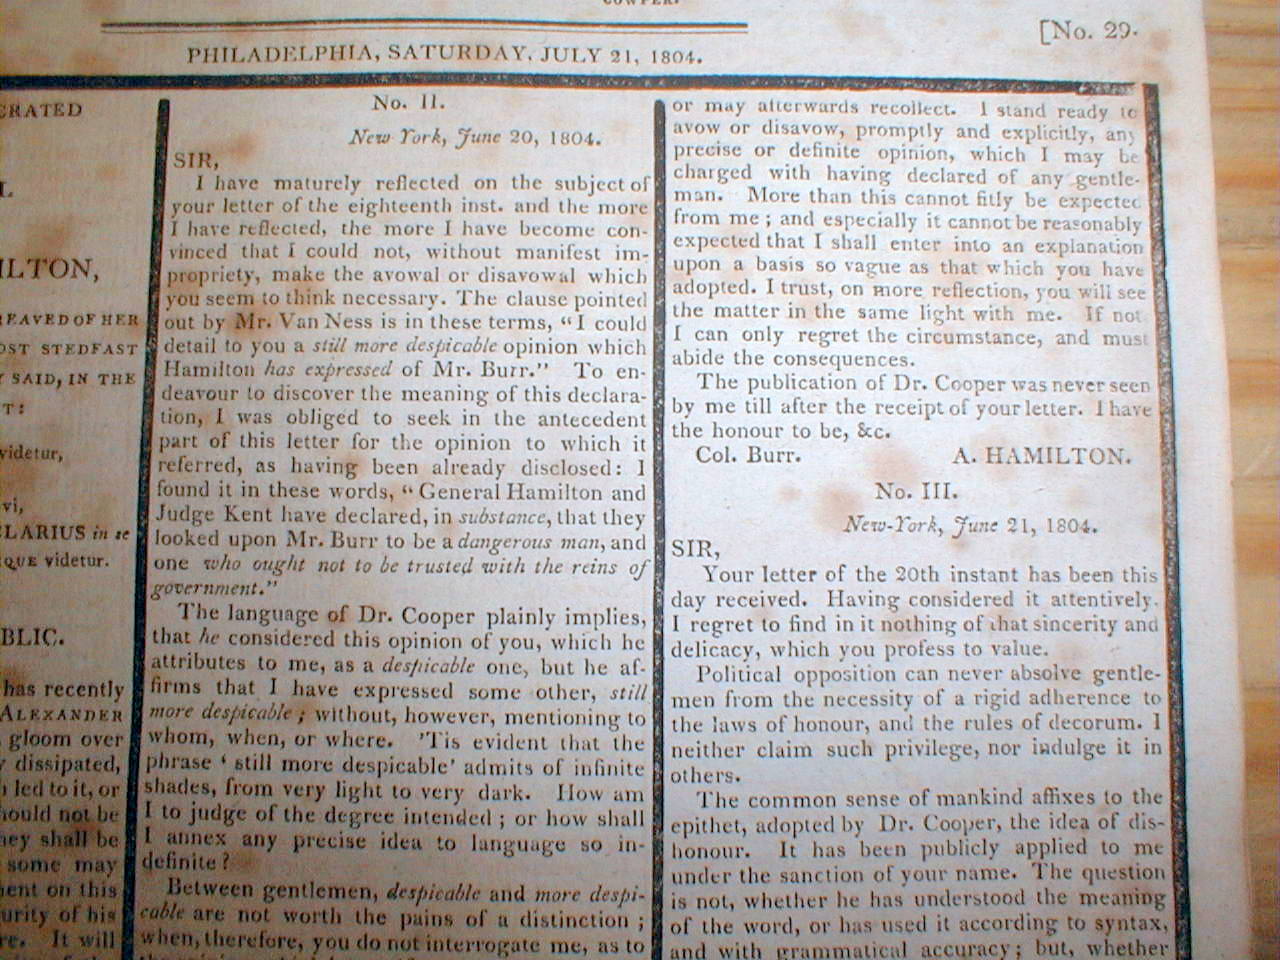 COWPER.
[No. 29.
PHILADELPHIA, SATURDAY, JULY 21, 1804.
ILTON,
OST STEDFAST
SAID, IN THE
videtur,
vi,
LARIUS in se
QUE videtur.
BLIC.
has recently
ALEXANDER
gloom over
dissipated,
led to it, or
hould not be
hey shall be
some may
ent on this
urity of his
re. It will
No. II.
New York, June 20, 1804.
SIR,
I have maturely reflected on the subject of
your letter of the eighteenth inst. and the more
I have reflected, the more I have become con-
vinced that I could not, without manifest im-
propriety, make the avowal or disavowal which
you seem to think necessary. The clause pointed
out by Mr. Van Ness is in these terms, "I could
detail to you a still more despicable opinion which
Hamilton has expressed of Mr. Burr." To en-
deavour to discover the meaning of this declara-
tion, I was obliged to seek in the antecedent
part of this letter for the opinion to which it
referred, as having been already disclosed: I
found it in these words, "General Hamilton and
Judge Kent have declared, in substance, that they
looked upon Mr. Burr to be a dangerous man, and
one who ought not to be trusted with the reins of
government."
The language of Dr. Cooper plainly implies,
that he considered this opinion of you, which he
attributes to me, as a despicable one, but he af-
firms that I have expressed some other, still
more despicable; without, however, mentioning to
whom, when, or where. 'Tis evident that the
phrase 'still more despicable' admits of infinite
shades, from very light to very dark. How am
I to judge of the degree intended; or how shall
I annex any precise idea to language so in-
definite?
Between gentlemen, despicable and more despi-
cable are not worth the pains of a distinction;
when, therefore, you do not interrogate me, as to
or may afterwards recollect. I stand ready to
avow or disavow, promptly and explicitly, any
precise or definite opinion, which I may be
charged with having declared of any gentle-
man. More than this cannot fitly be expected
from me; and especially it cannot be reasonably
expected that I shall enter into an explanation
upon a basis so vague as that which you have
adopted. I trust, on more reflection, you will see
the matter in the same light with me. If not
I can only regret the circumstance, and must
abide the consequences.
The publication of Dr. Cooper was never seen
by me till after the receipt of your letter. I have
the honour to be, &c.
Col. Burr. A. HAMILTON.
No. III.
New-York, June 21, 1804.
SIR,
Your letter of the 20th instant has been this
day received. Having considered it attentively.
I regret to find in it nothing of that sincerity and
delicacy, which you profess to value.
Political opposition can never absolve gentle-
men from the necessity of a rigid adherence to
the laws of honour, and the rules of decorum. I
neither claim such privilege, nor indulge it in
others.
The common sense of mankind affixes to the
epithet, adopted by Dr. Cooper, the idea of dis-
honour. It has been publicly applied to me
under the sanction of your name. The question
is not, whether he has understood the meaning
of the word, or has used it according to syntax,
and with grammatical accuracy; but, whether